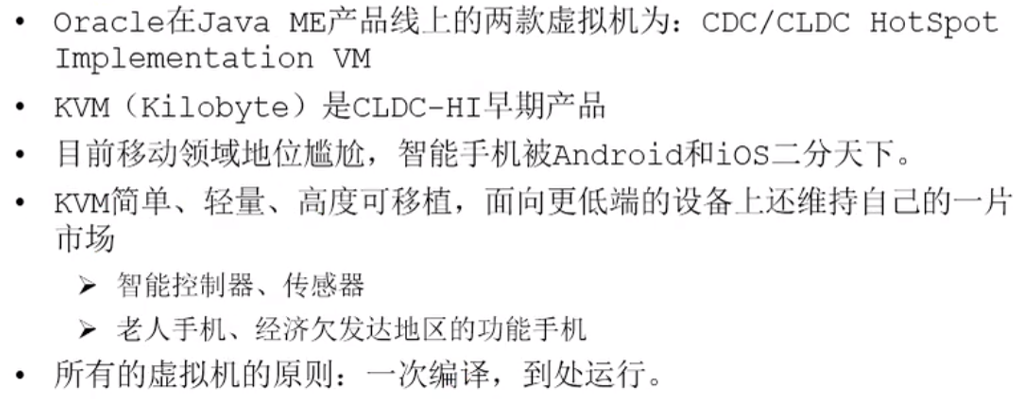 • Oracle在Java ME产品线上的两款虚拟机为：CDC/CLDC HotSpot
Implementation VM
• KVM（Kilobyte）是CLDC-HI早期产品
• 目前移动领域地位尴尬，智能手机被Android和iOS二分天下。
• KVM简单、轻量、高度可移植，面向更低端的设备上还维持自己的一片
市场
➢ 智能控制器、传感器
➢ 老人手机、经济欠发达地区的功能手机
• 所有的虚拟机的原则：一次编译，到处运行。